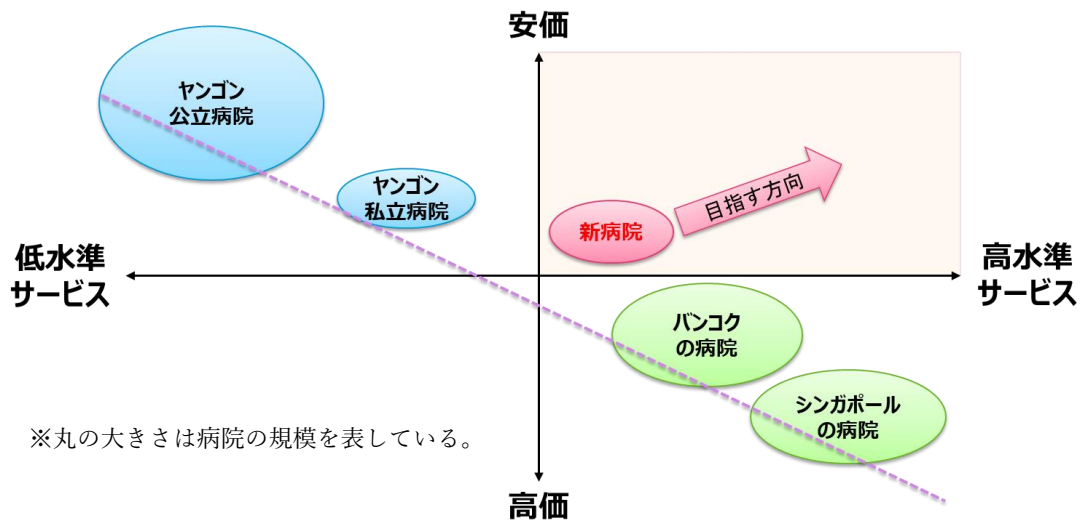 安価
ヤンゴン
公立病院
ヤンゴン
私立病院
目指す方向
新病院
低水準
サービス
高水準
サービス
バンコク
の病院
シンガポール
の病院
※丸の大きさは病院の規模を表している。
高価